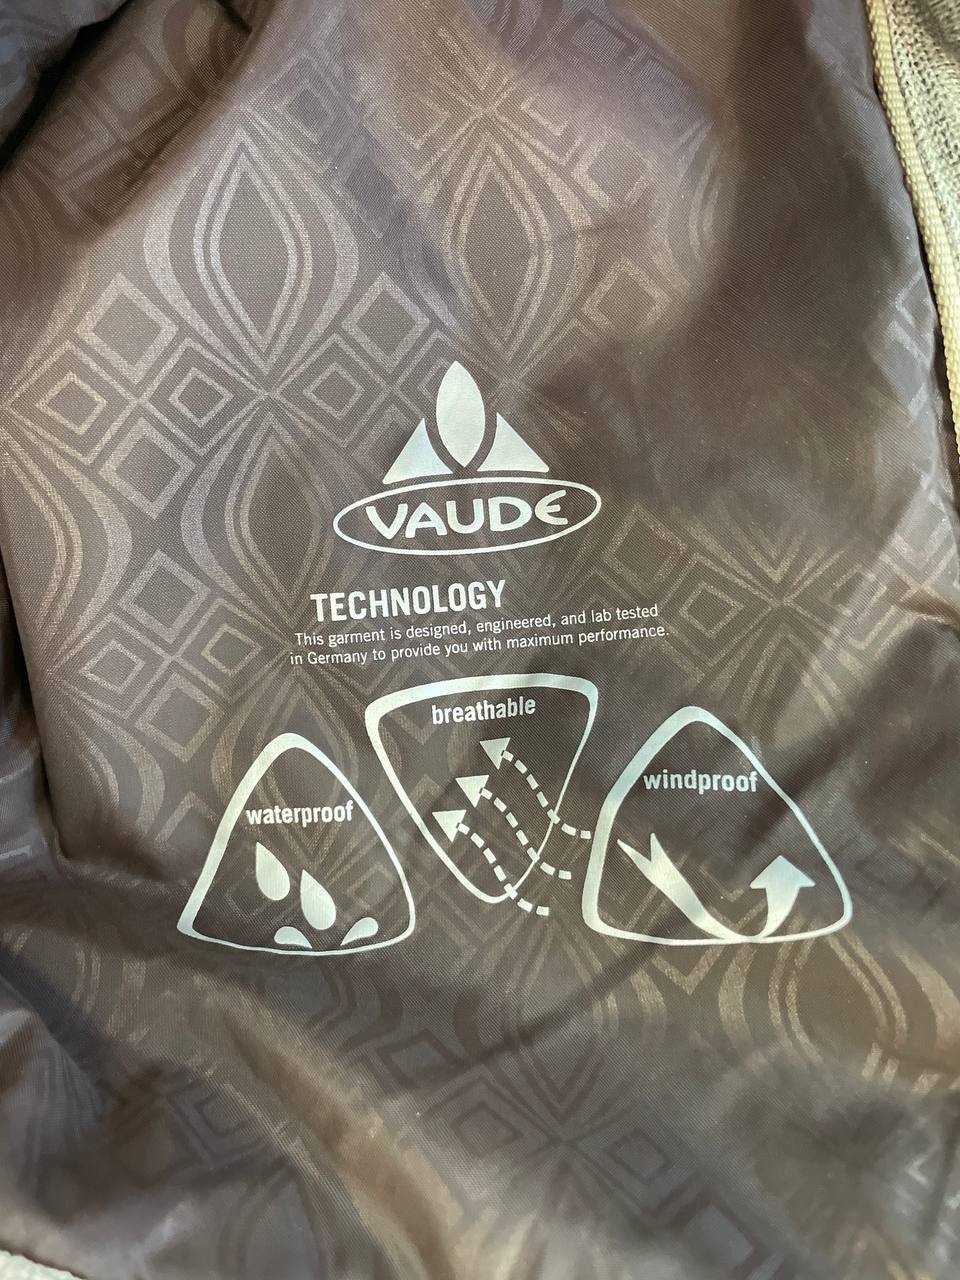 VAUDE
TECHNOLOGY
This garment is designed, engineered, and lab tested
in Germany to provide you with maximum performance.
breathable
windproof
waterproof